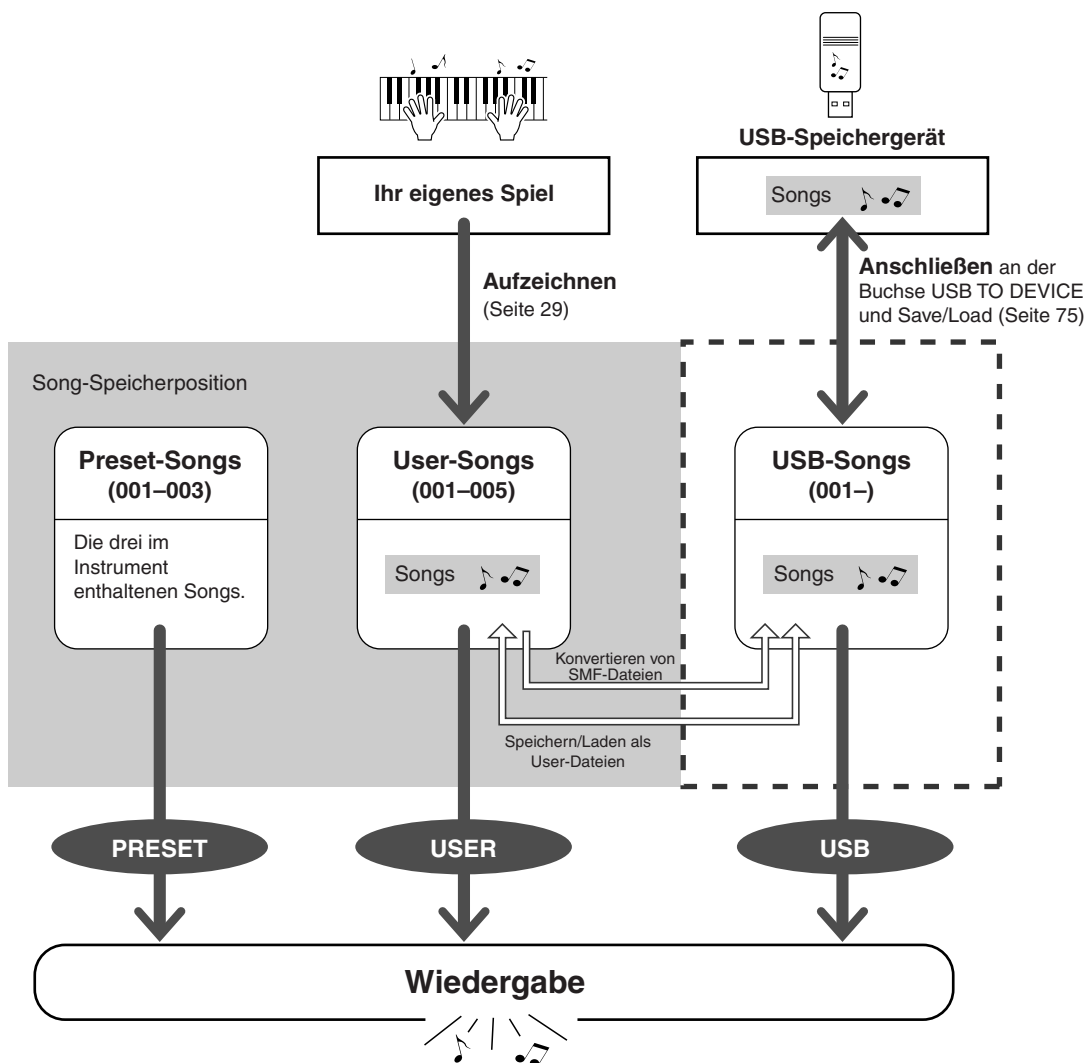 USB-Speichergerät
Ihr eigenes Spiel
Songs
Aufzeichnen
(Seite 29)
Anschließen an der
Buchse USB TO DEVICE
und Save/Load (Seite 75)
Song-Speicherposition
Preset-Songs
(001–003)
Die drei im
Instrument
enthaltenen Songs.
User-Songs
(001–005)
Songs
USB-Songs
(001–)
Songs
Konvertieren von
SMF-Dateien
Speichern/Laden als
User-Dateien
PRESET
USER
USB
Wiedergabe